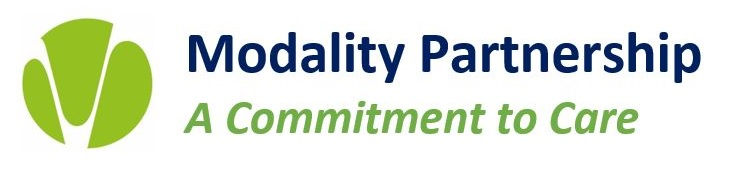 Modality Partnership
A Commitment to Care